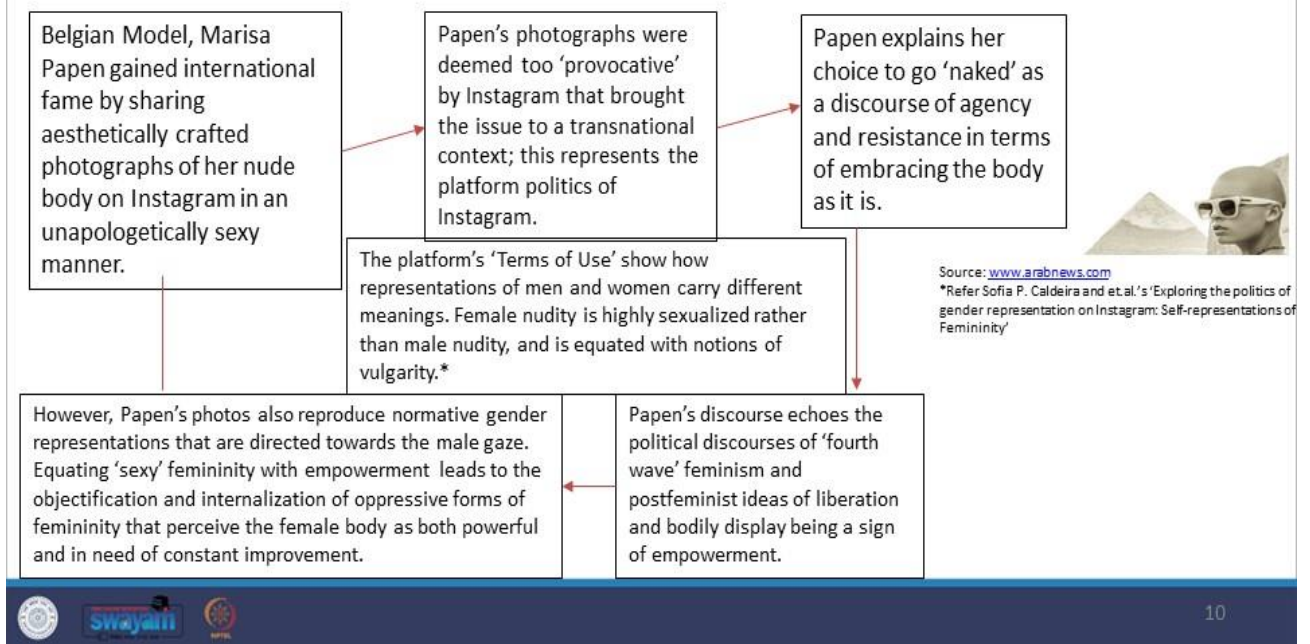 Belgian Model, Marisa
Papen gained international
fame by sharing
aesthetically crafted
photographs of her nude
body on Instagram in an
unapologetically sexy
manner.
Papen’s photographs were
deemed too ‘provocative’
by Instagram that brought
the issue to a transnational
context; this represents the
platform politics of
Instagram.
Papen explains her
choice to go ‘naked’ as
a discourse of agency
and resistance in terms
of embracing the body
as it is.
Source: www.arabnews.com
*Refer Sofia P. Caldeira and et.al.’s ‘Exploring the politics of
gender representation on Instagram: Self-representations of
Femininity’
The platform’s ‘Terms of Use’ show how
representations of men and women carry different
meanings. Female nudity is highly sexualized rather
than male nudity, and is equated with notions of
vulgarity.*
Papen’s discourse echoes the
political discourses of ‘fourth
wave’ feminism and
postfeminist ideas of liberation
and bodily display being a sign
of empowerment.
However, Papen’s photos also reproduce normative gender
representations that are directed towards the male gaze.
Equating ‘sexy’ femininity with empowerment leads to the
objectification and internalization of oppressive forms of
femininity that perceive the female body as both powerful
and in need of constant improvement.
swayam
NPTEL
10